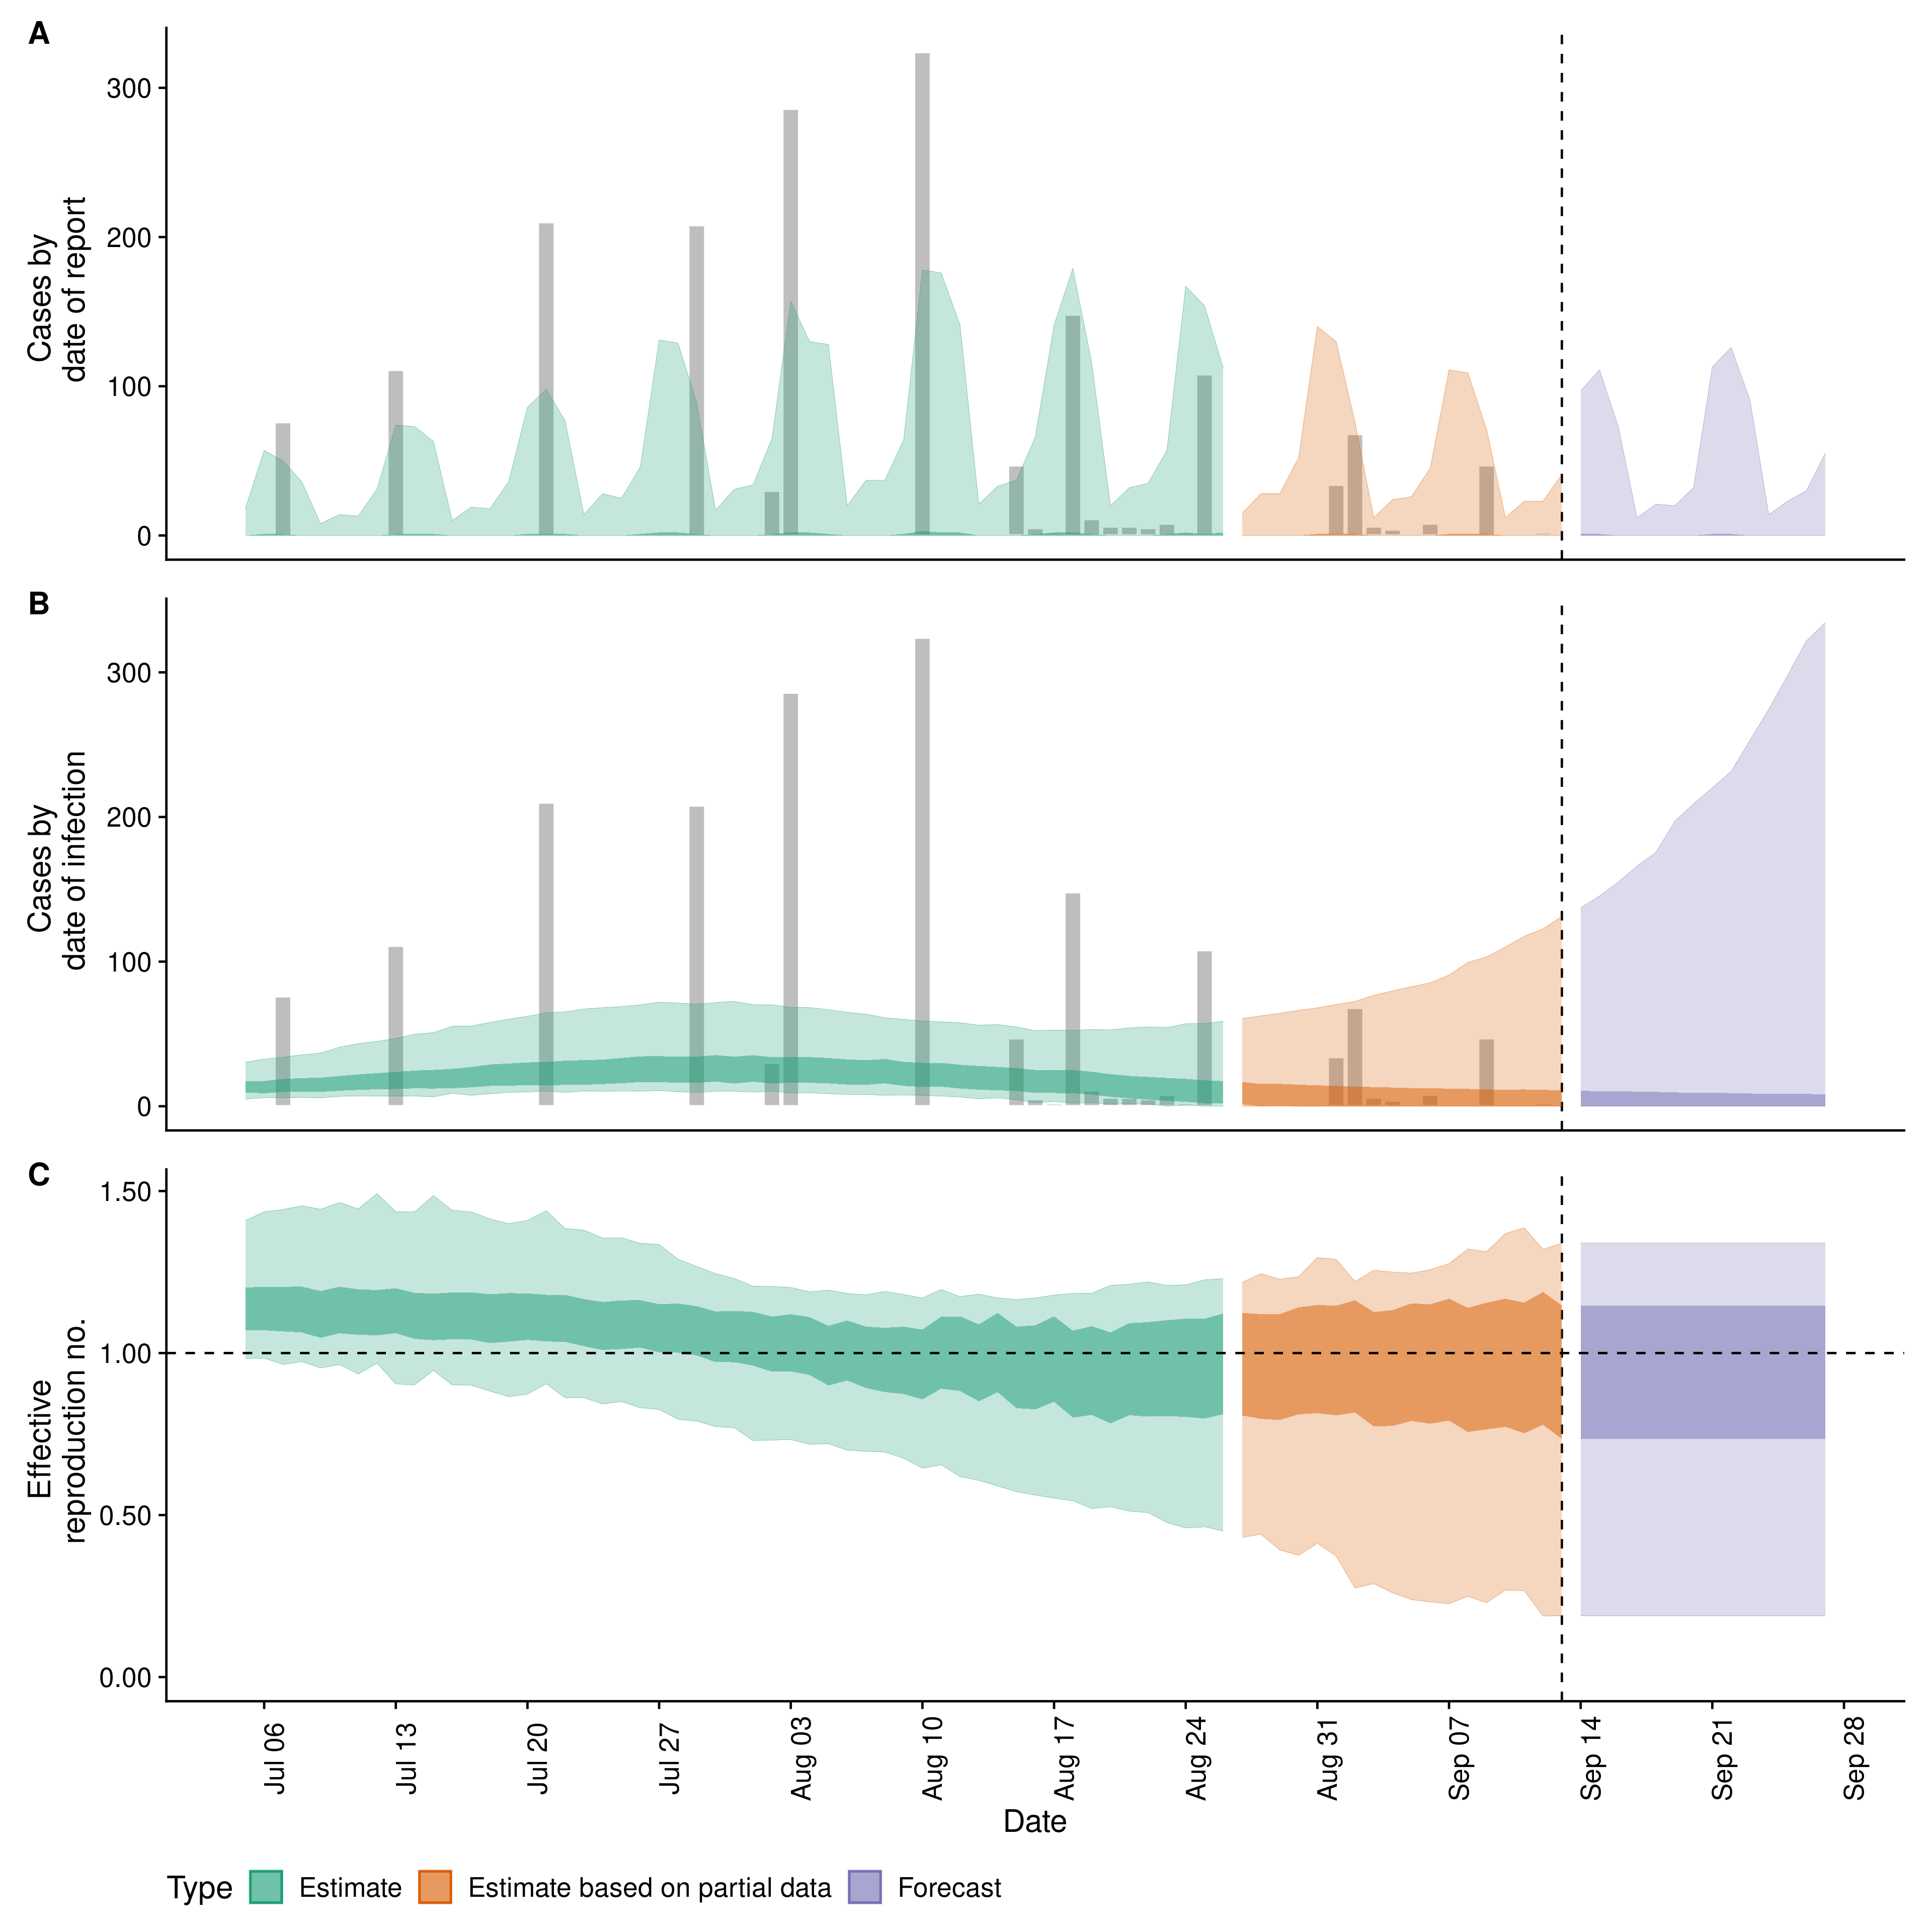 A
Cases by
date of report
300
200
100
0
B
Cases by
date of infection
300
200
100
0
C
Effective
reproduction no.
1.50
1.00
0.50
0.00
Jul 06
Jul 13
Jul 20
Jul 27
Aug 03
Aug 10
Aug 17
Aug 24
Aug 31
Sep 07
Sep 14
Sep 21
Sep 28
Date
Type Estimate Estimate based on partial data Forecast